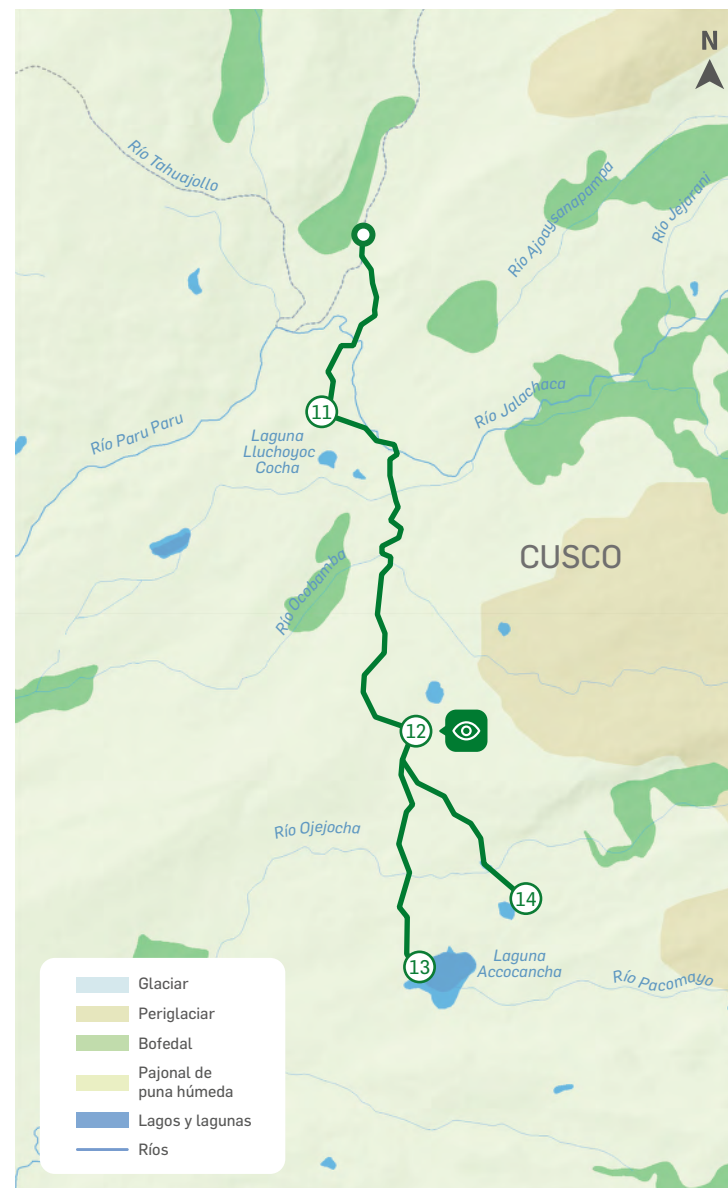 N
Río Tahuajollo
Río Ajoaysanapampa
Río Jejarani
Río Jalachaca
11
Río Paru Paru
Laguna
Lluchoyoc
Cocha
CUSCO
Río Ocobamba
12
Río Ojejocha
14
13
Laguna
Accocancha
Río Pacomayo
Glaciar
Periglaciar
Bofedal
Pajonal de
puna húmeda
Lagos y lagunas
Ríos